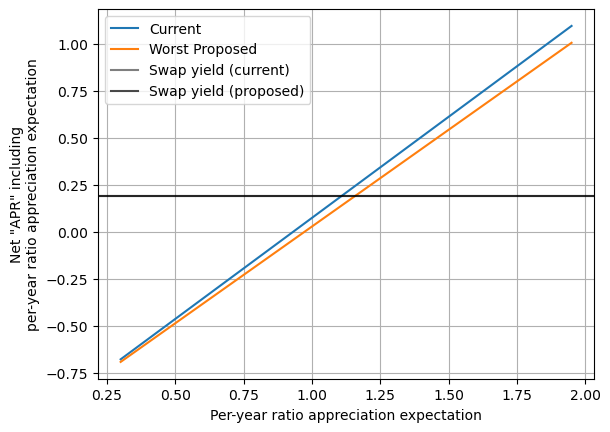 Current
Worst Proposed
Swap yield (current)
Swap yield (proposed)
Net "APR" including
per-year ratio appreciation expectation
1.00
0.75
0.50
0.25
0.00
−0.25
−0.50
−0.75
0.25 0.50 0.75 1.00 1.25 1.50 1.75 2.00
Per-year ratio appreciation expectation